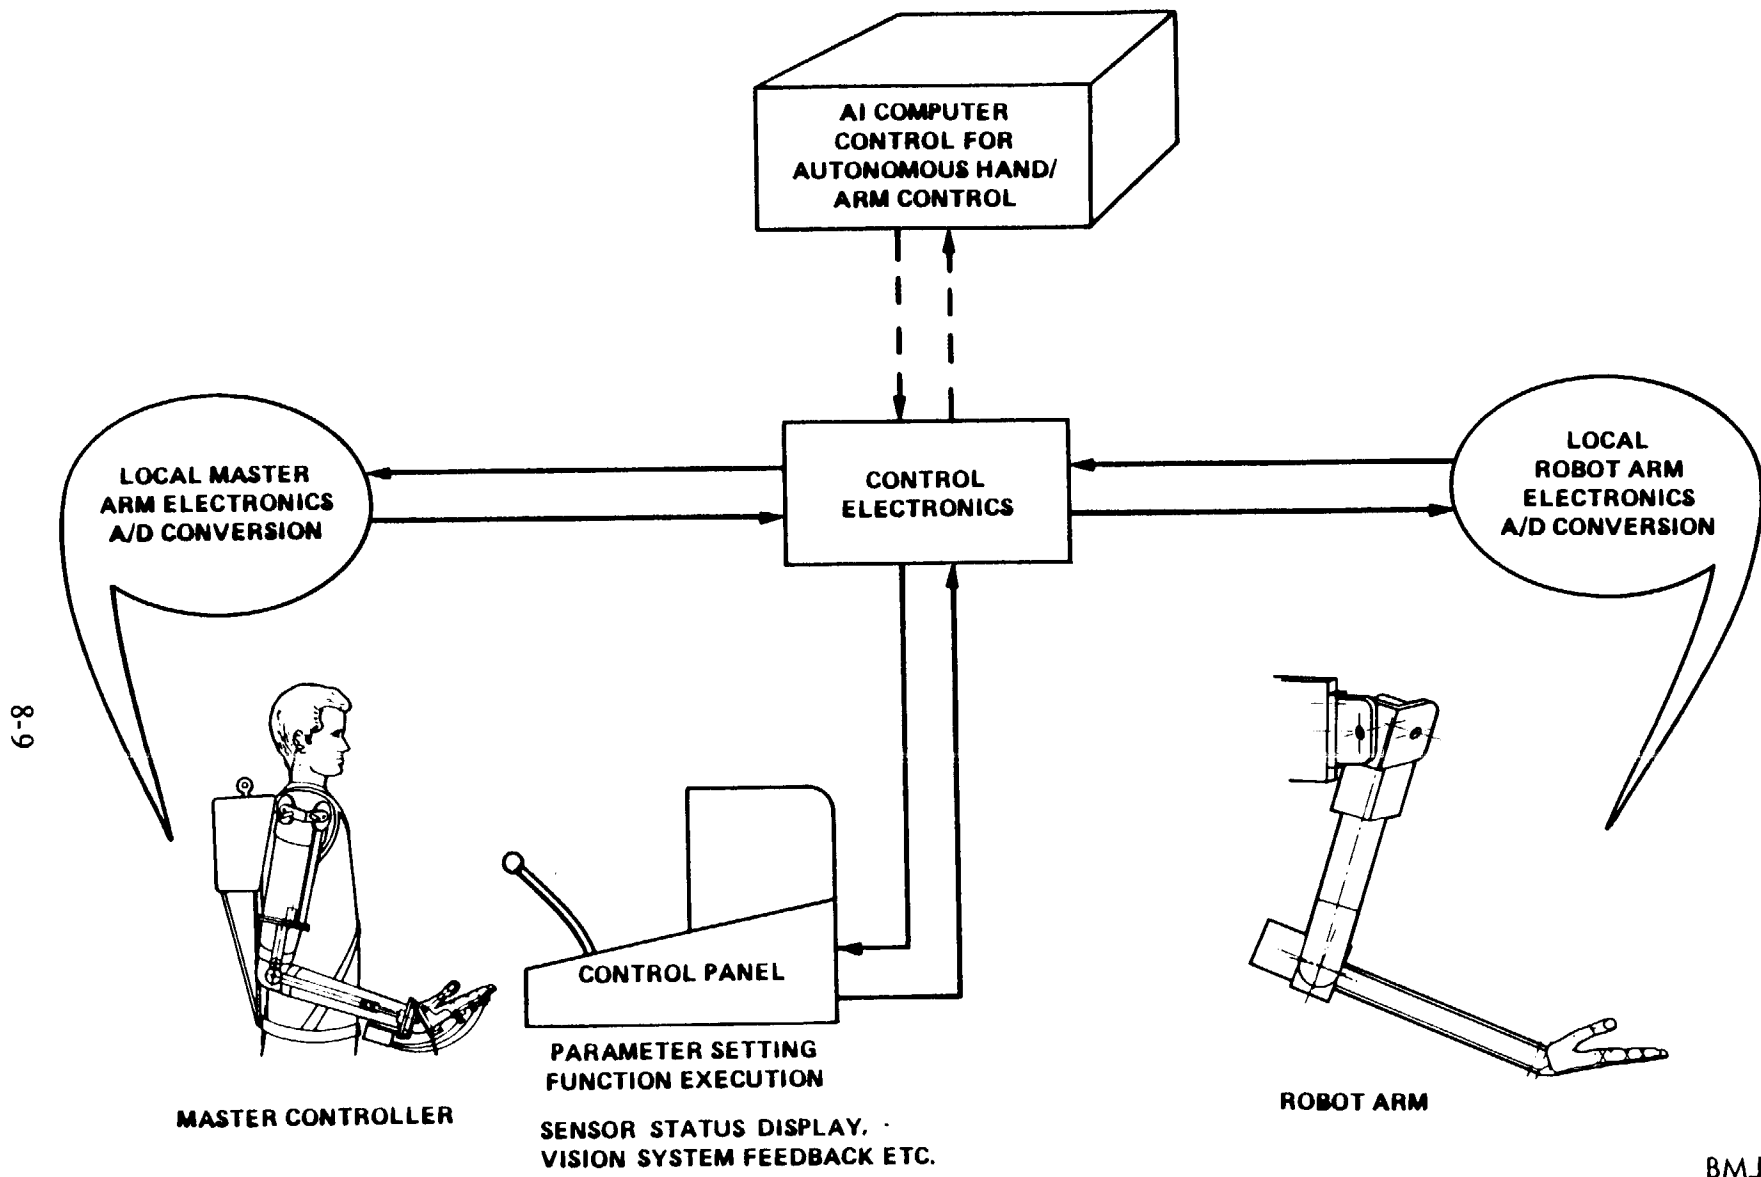 AI COMPUTER
CONTROL FOR
AUTONOMOUS HAND/
ARM CONTROL
LOCAL MASTER
ARM ELECTRONICS
A/D CONVERSION
CONTROL
ELECTRONICS
LOCAL
ROBOT ARM
ELECTRONICS
A/D CONVERSION
6-8
CONTROL PANEL
PARAMETER SETTING
FUNCTION EXECUTION
SENSOR STATUS DISPLAY,
VISION SYSTEM FEEDBACK ETC.
MASTER CONTROLLER
ROBOT ARM